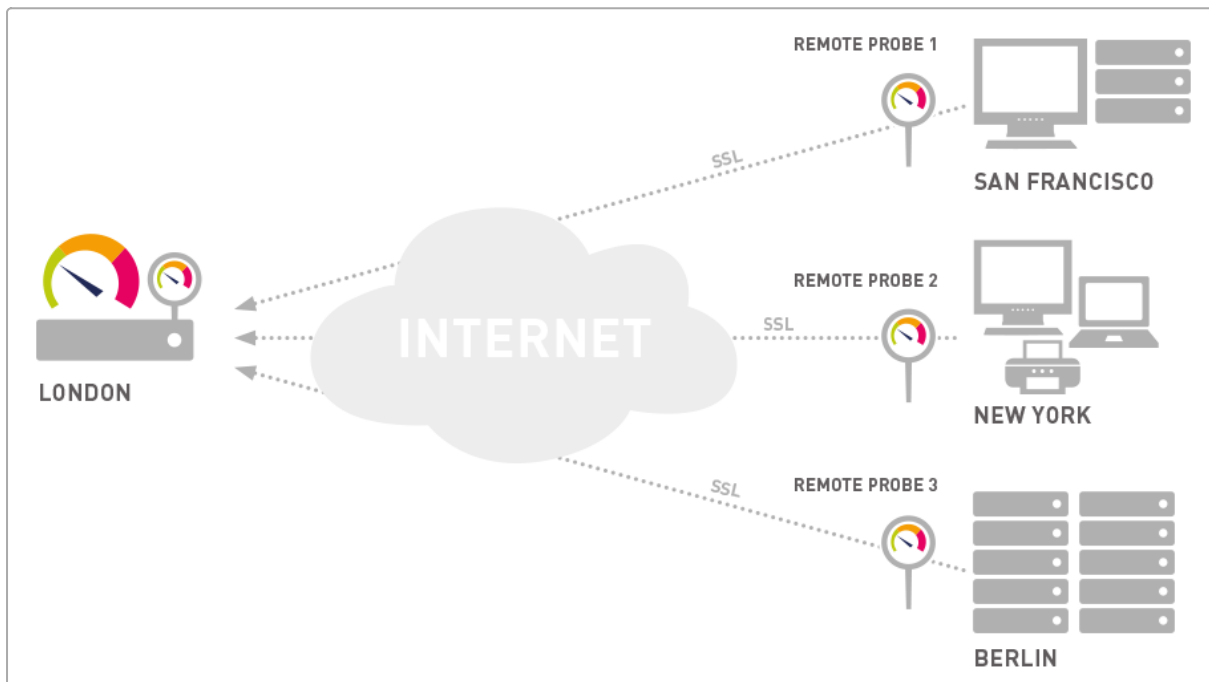 REMOTE PROBE 1
SSL
SAN FRANCISCO
REMOTE PROBE 2
INTERNET
SSL
LONDON
NEW YORK
REMOTE PROBE 3
SSL
BERLIN